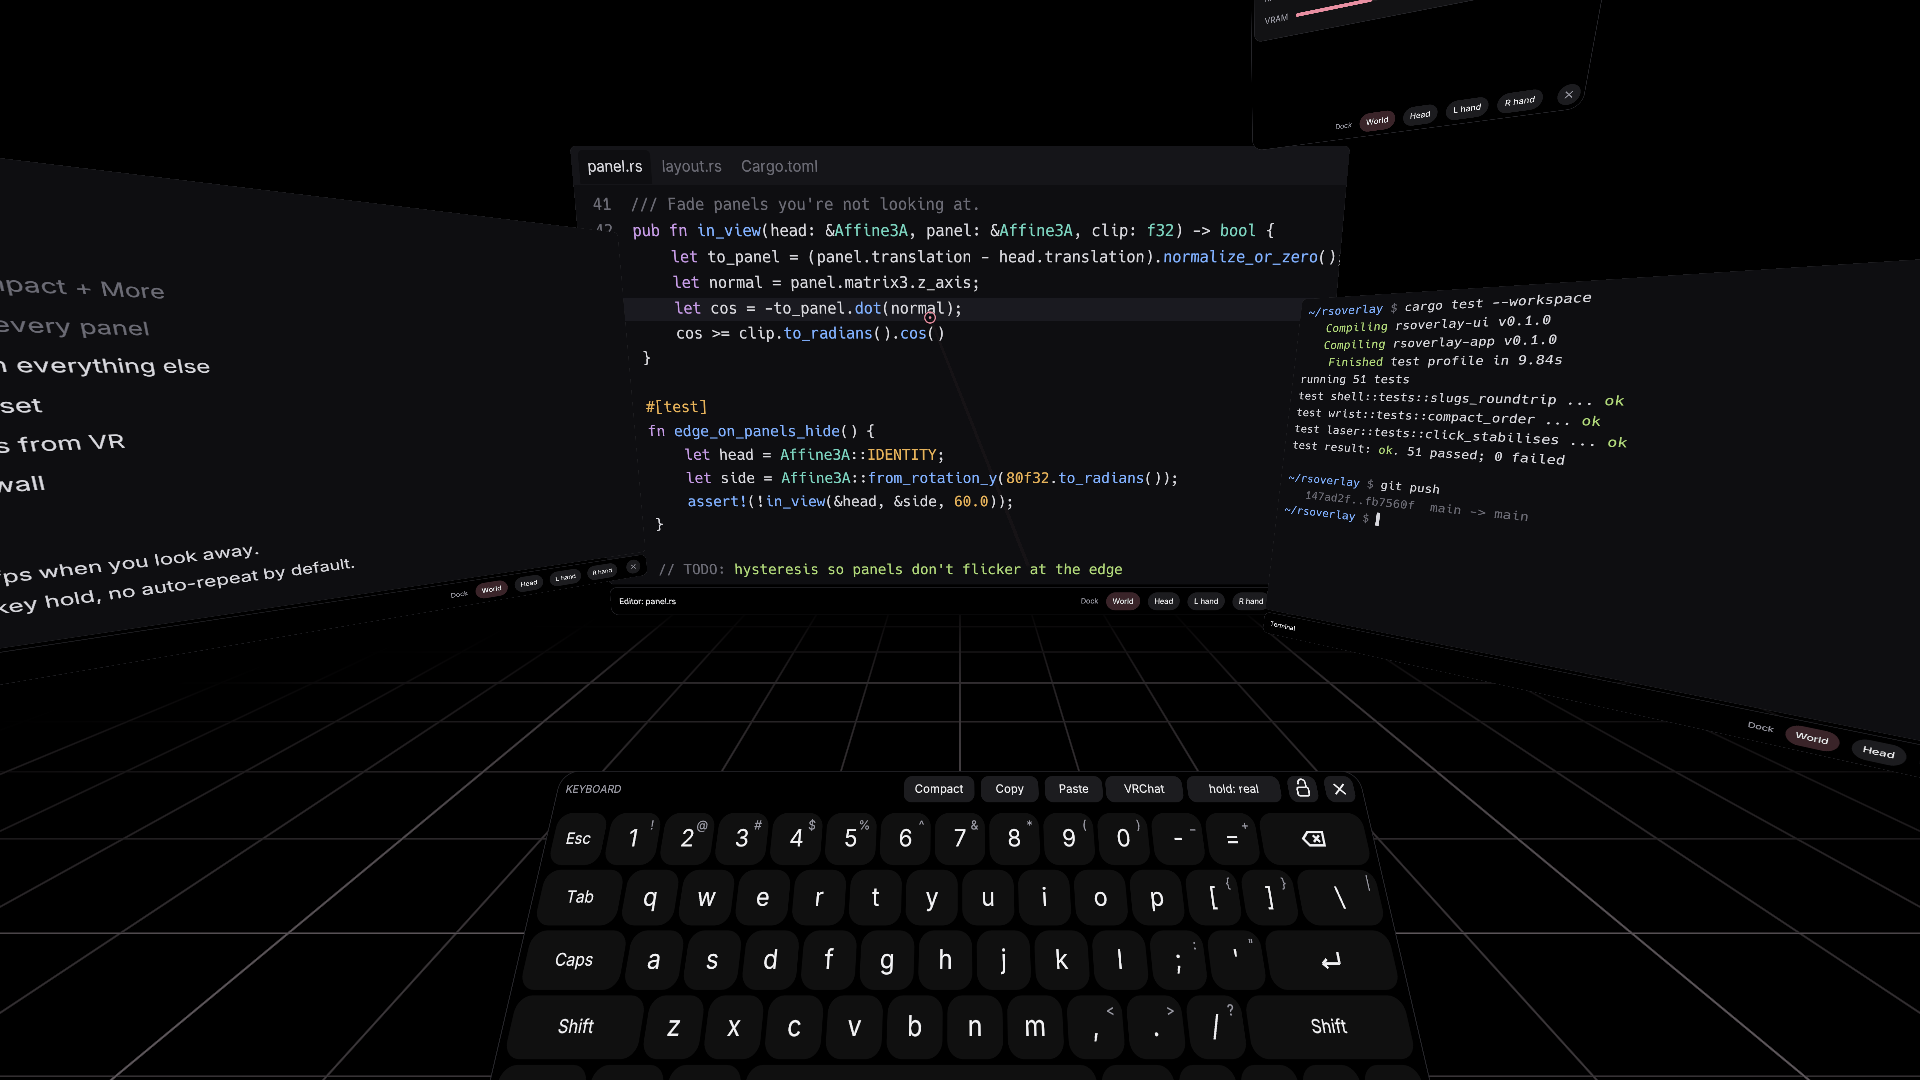 VRAM
Dock World Head L hand R hand
panel.rs layout.rs Cargo.toml
41 /// Fade panels you're not looking at.
42 pub fn in_view(head: &Affine3A, panel: &Affine3A, clip: f32) -> bool {
let to_panel = (panel.translation - head.translation).normalize_or_zero();
let normal = panel.matrix3.z_axis;
let cos = -to_panel.dot(normal);
cos >= clip.to_radians().cos()
}
#[test]
fn edge_on_panels_hide() {
let head = Affine3A::IDENTITY;
let side = Affine3A::from_rotation_y(80f32.to_radians());
assert!(!in_view(&head, &side, 60.0));
}
// TODO: hysteresis so panels don't flicker at the edge
Editor: panel.rs Dock World Head L hand R hand
+ More
every panel
everything else
set
s from VR
wall
fps when you look away.
key hold, no auto-repeat by default.
Dock World Head L hand R hand
~/rsoverlay $ cargo test --workspace
Compiling rsoverlay-ui v0.1.0
Compiling rsoverlay-app v0.1.0
Finished test profile in 9.84s
running 51 tests
test shell::tests::slugs_roundtrip ... ok
test wrist::tests::compact_order ... ok
test laser::tests::click_stabilises ... ok
test result: ok. 51 passed; 0 failed
~/rsoverlay $ git push
147ad2f..fb7560f main -> main
~/rsoverlay $
Terminal
Dock World Head
KEYBOARD Compact Copy Paste VRChat hold: real
Esc 1 ! 2 @ 3 # 4 $ 5 % 6 ^ 7 & 8 * 9 ( 0 ) - _ = +
Tab q w e r t y u i o p [ { ] } \ |
Caps a s d f g h j k l ; : ' "
Shift z x c v b n m , < . > / ? Shift